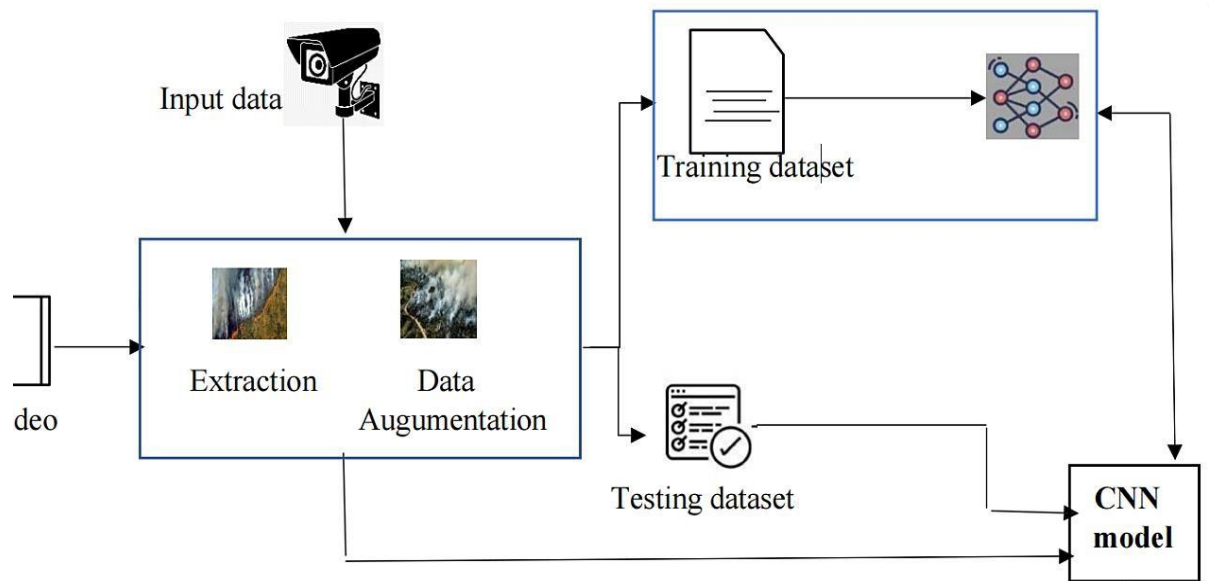 Input data
Training dataset
Extraction
Data
Augumentation
deo
Testing dataset
CNN
model